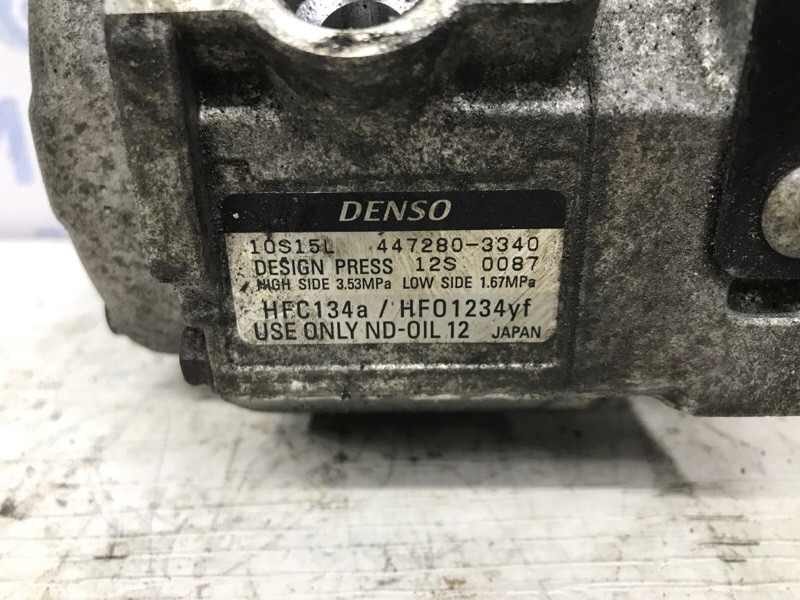 DENSO
10S15L 447280-3340
DESIGN PRESS 12S 0087
HIGH SIDE 3.53MPa LOW SIDE 1.67MPa
HFC134a / HFO1234yf
USE ONLY ND-OIL 12 JAPAN